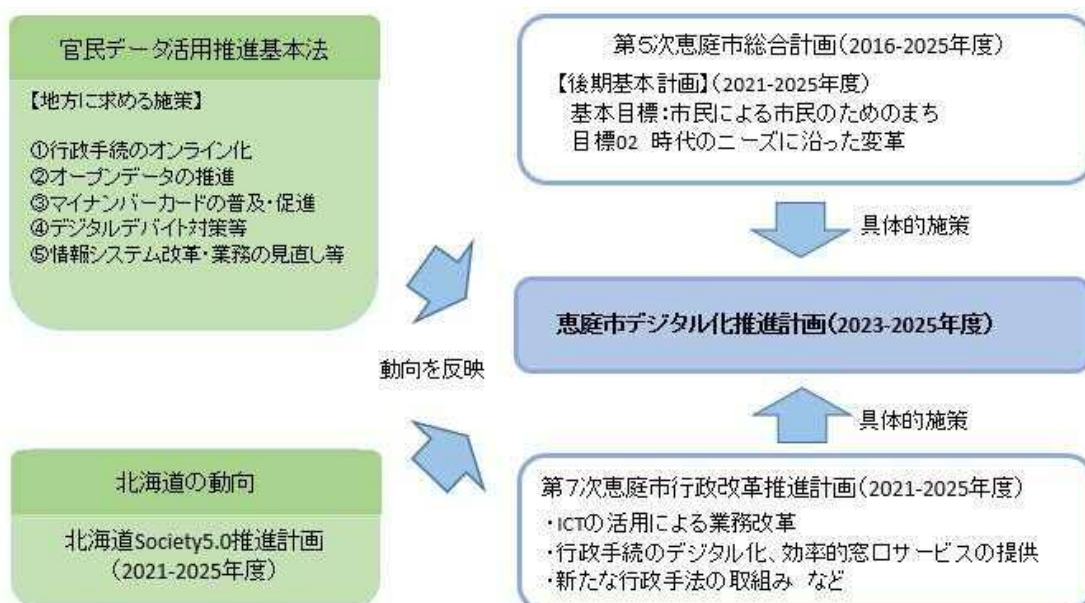 官民データ活用推進基本法
【地方に求める施策】
①行政手続のオンライン化
②オープンデータの推進
③マイナンバーカードの普及・促進
④デジタルデバイト対策等
⑤情報システム改革・業務の見直し等
動向を反映
北海道の動向
北海道Society5.0推進計画
(2021-2025年度)
第5次恵庭市総合計画(2016-2025年度)
【後期基本計画】(2021-2025年度)
基本目標:市民による市民のためのまち
目標02 時代のニーズに沿った変革
具体的施策
恵庭市デジタル化推進計画(2023-2025年度)
具体的施策
第7次恵庭市行政改革推進計画(2021-2025年度)
・ICTの活用による業務改革
・行政手続のデジタル化、効率的窓口サービスの提供
・新たな行政手法の取組み など